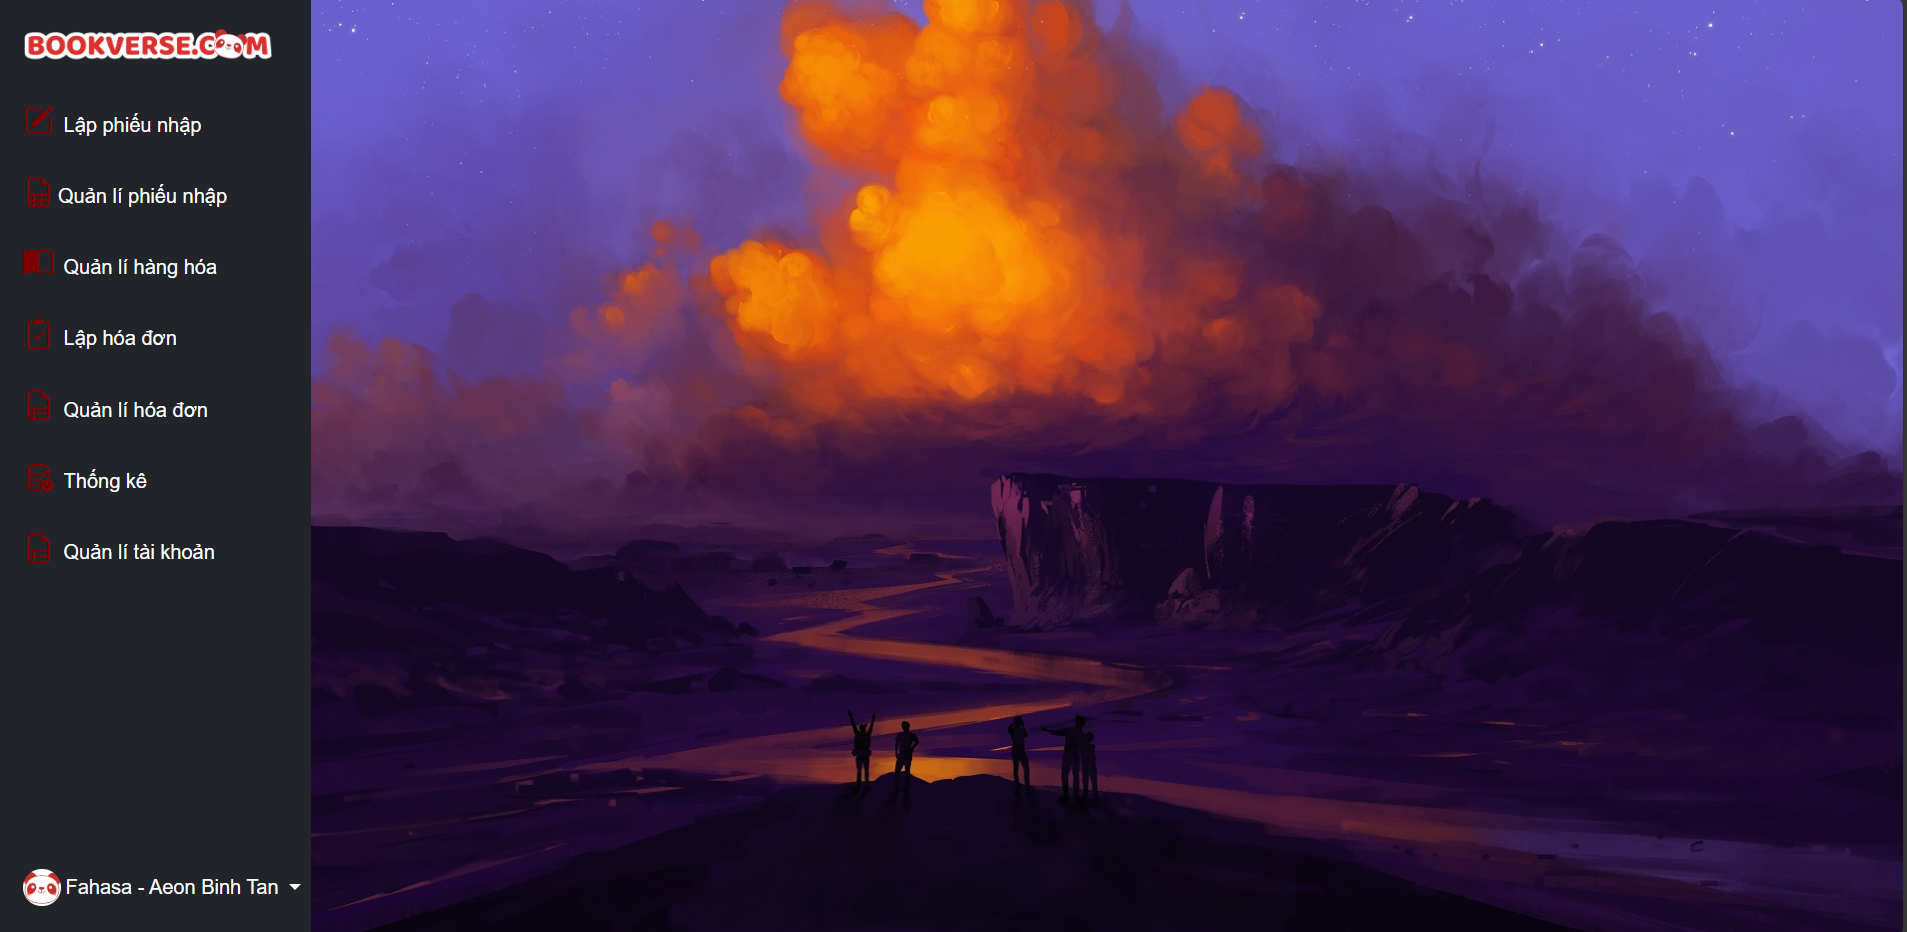 BOOKVERSE.COM
Lập phiếu nhập
Quản lí phiếu nhập
Quản lí hàng hóa
Lập hóa đơn
Quản lí hóa đơn
Thống kê
Quản lí tài khoản
Fahasa - Aeon Binh Tan